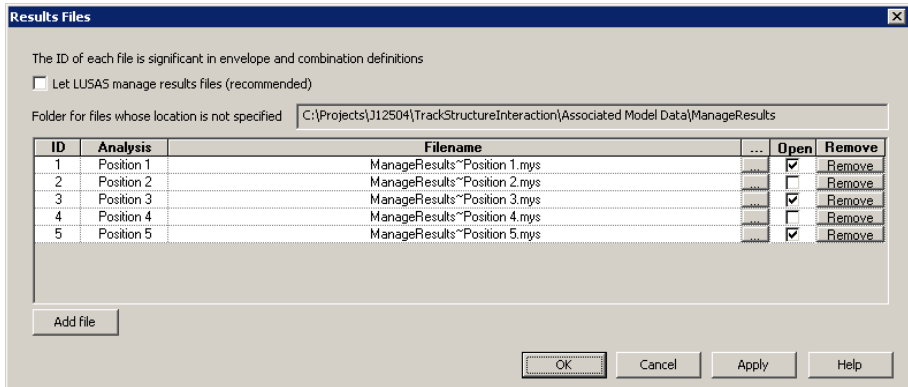 Results Files
The ID of each file is significant in envelope and combination definitions
Let LUSAS manage results files (recommended)
Folder for files whose location is not specified C:\Projects\J12504\TrackStructureInteraction\Associated Model Data\ManageResults
ID Analysis Filename ... Open Remove
1 Position 1 ManageResults~Position 1.mys ... Remove
2 Position 2 ManageResults~Position 2.mys ... Remove
3 Position 3 ManageResults~Position 3.mys ... Remove
4 Position 4 ManageResults~Position 4.mys ... Remove
5 Position 5 ManageResults~Position 5.mys ... Remove
Add file
OK Cancel Apply Help